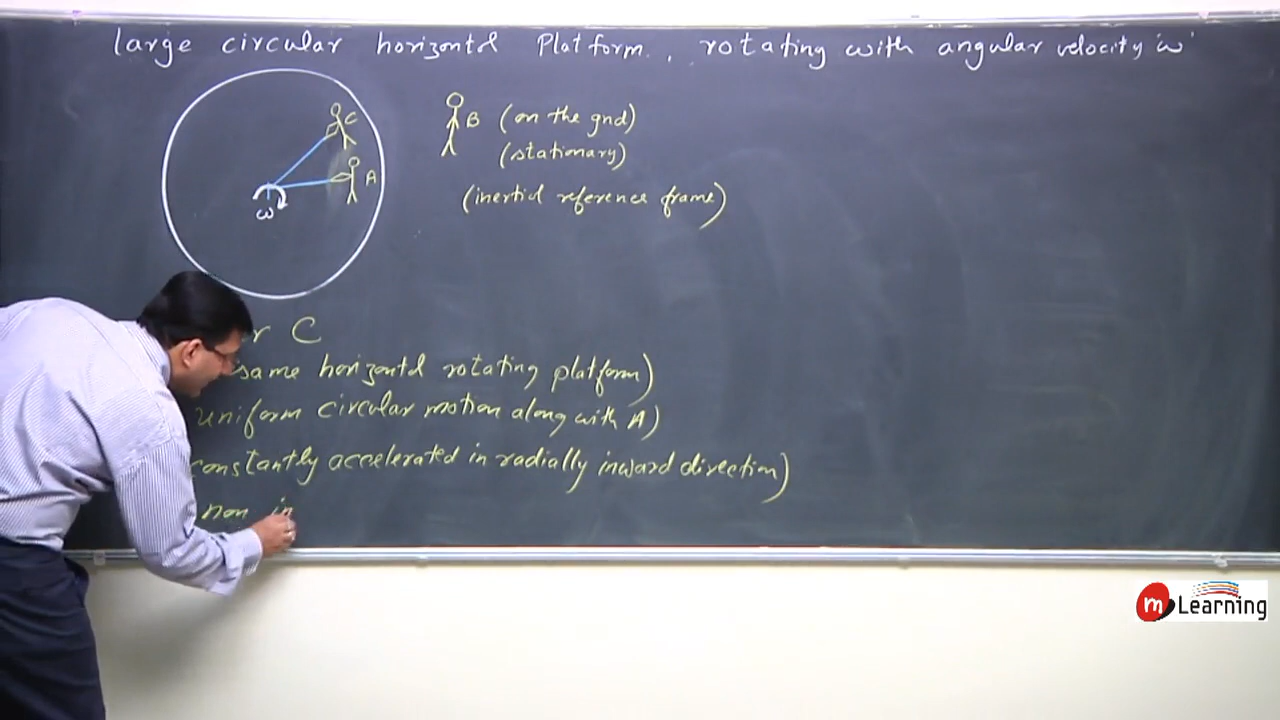 large circular horizontal Platform., rotating with angular velocity 'ω'
C
A
ω
B (on the gnd)
(stationary)
(inertial reference frame)
r C
same horizontal rotating platform)
uniform circular motion along with A)
constantly accelerated in radially inward direction)
non in
m Learning